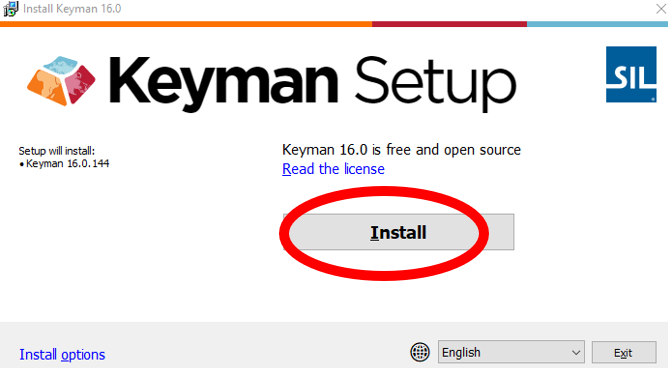 Install Keyman 16.0
Keyman Setup
SIL
Setup will install:
• Keyman 16.0.144
Keyman 16.0 is free and open source
Read the license
Install
Install options
English
Exit